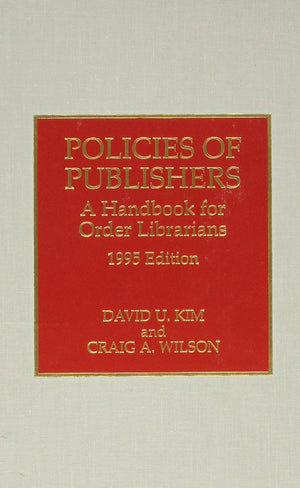 POLICIES OF
PUBLISHERS
A Handbook for
Order Librarians
1995 Edition
DAVID U. KIM
and
CRAIG A. WILSON